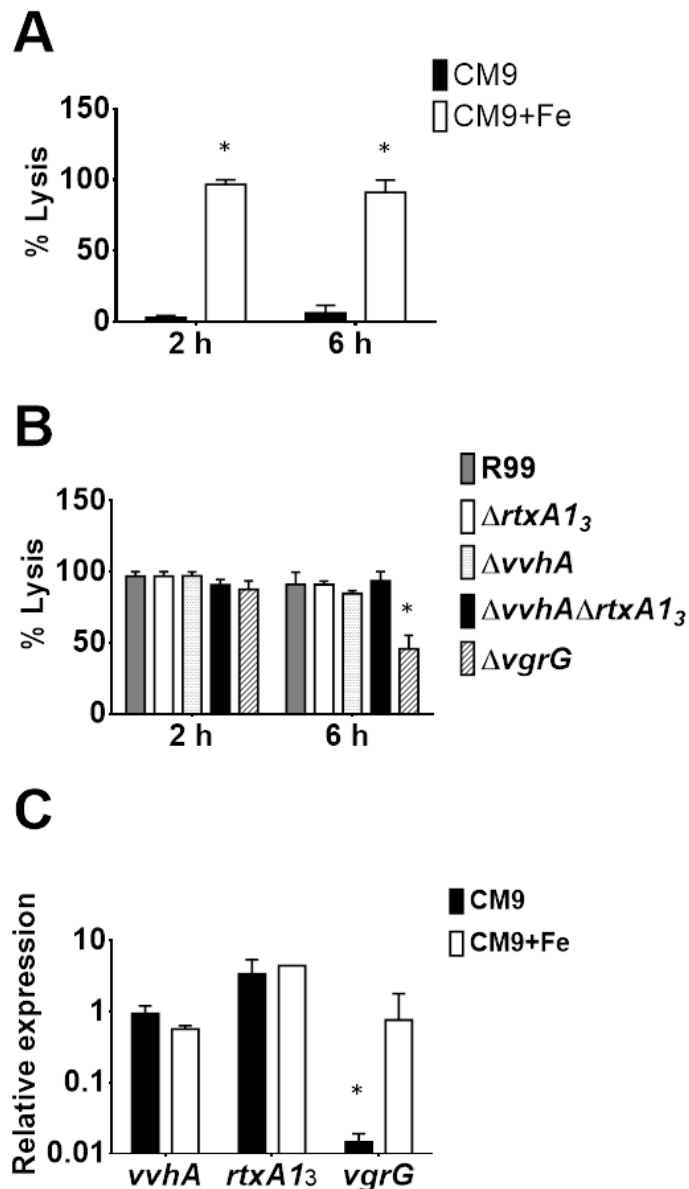 A
CM9
CM9+Fe
150
100
50
0
% Lysis
*
*
2 h
6 h
B
R99
ΔrtxA1₃
ΔvvhA
ΔvvhAΔrtxA1₃
ΔvgrG
150
100
50
0
% Lysis
*
2 h
6 h
C
CM9
CM9+Fe
10
1
0.1
0.01
Relative expression
*
vvhA
rtxA1₃
vgrG